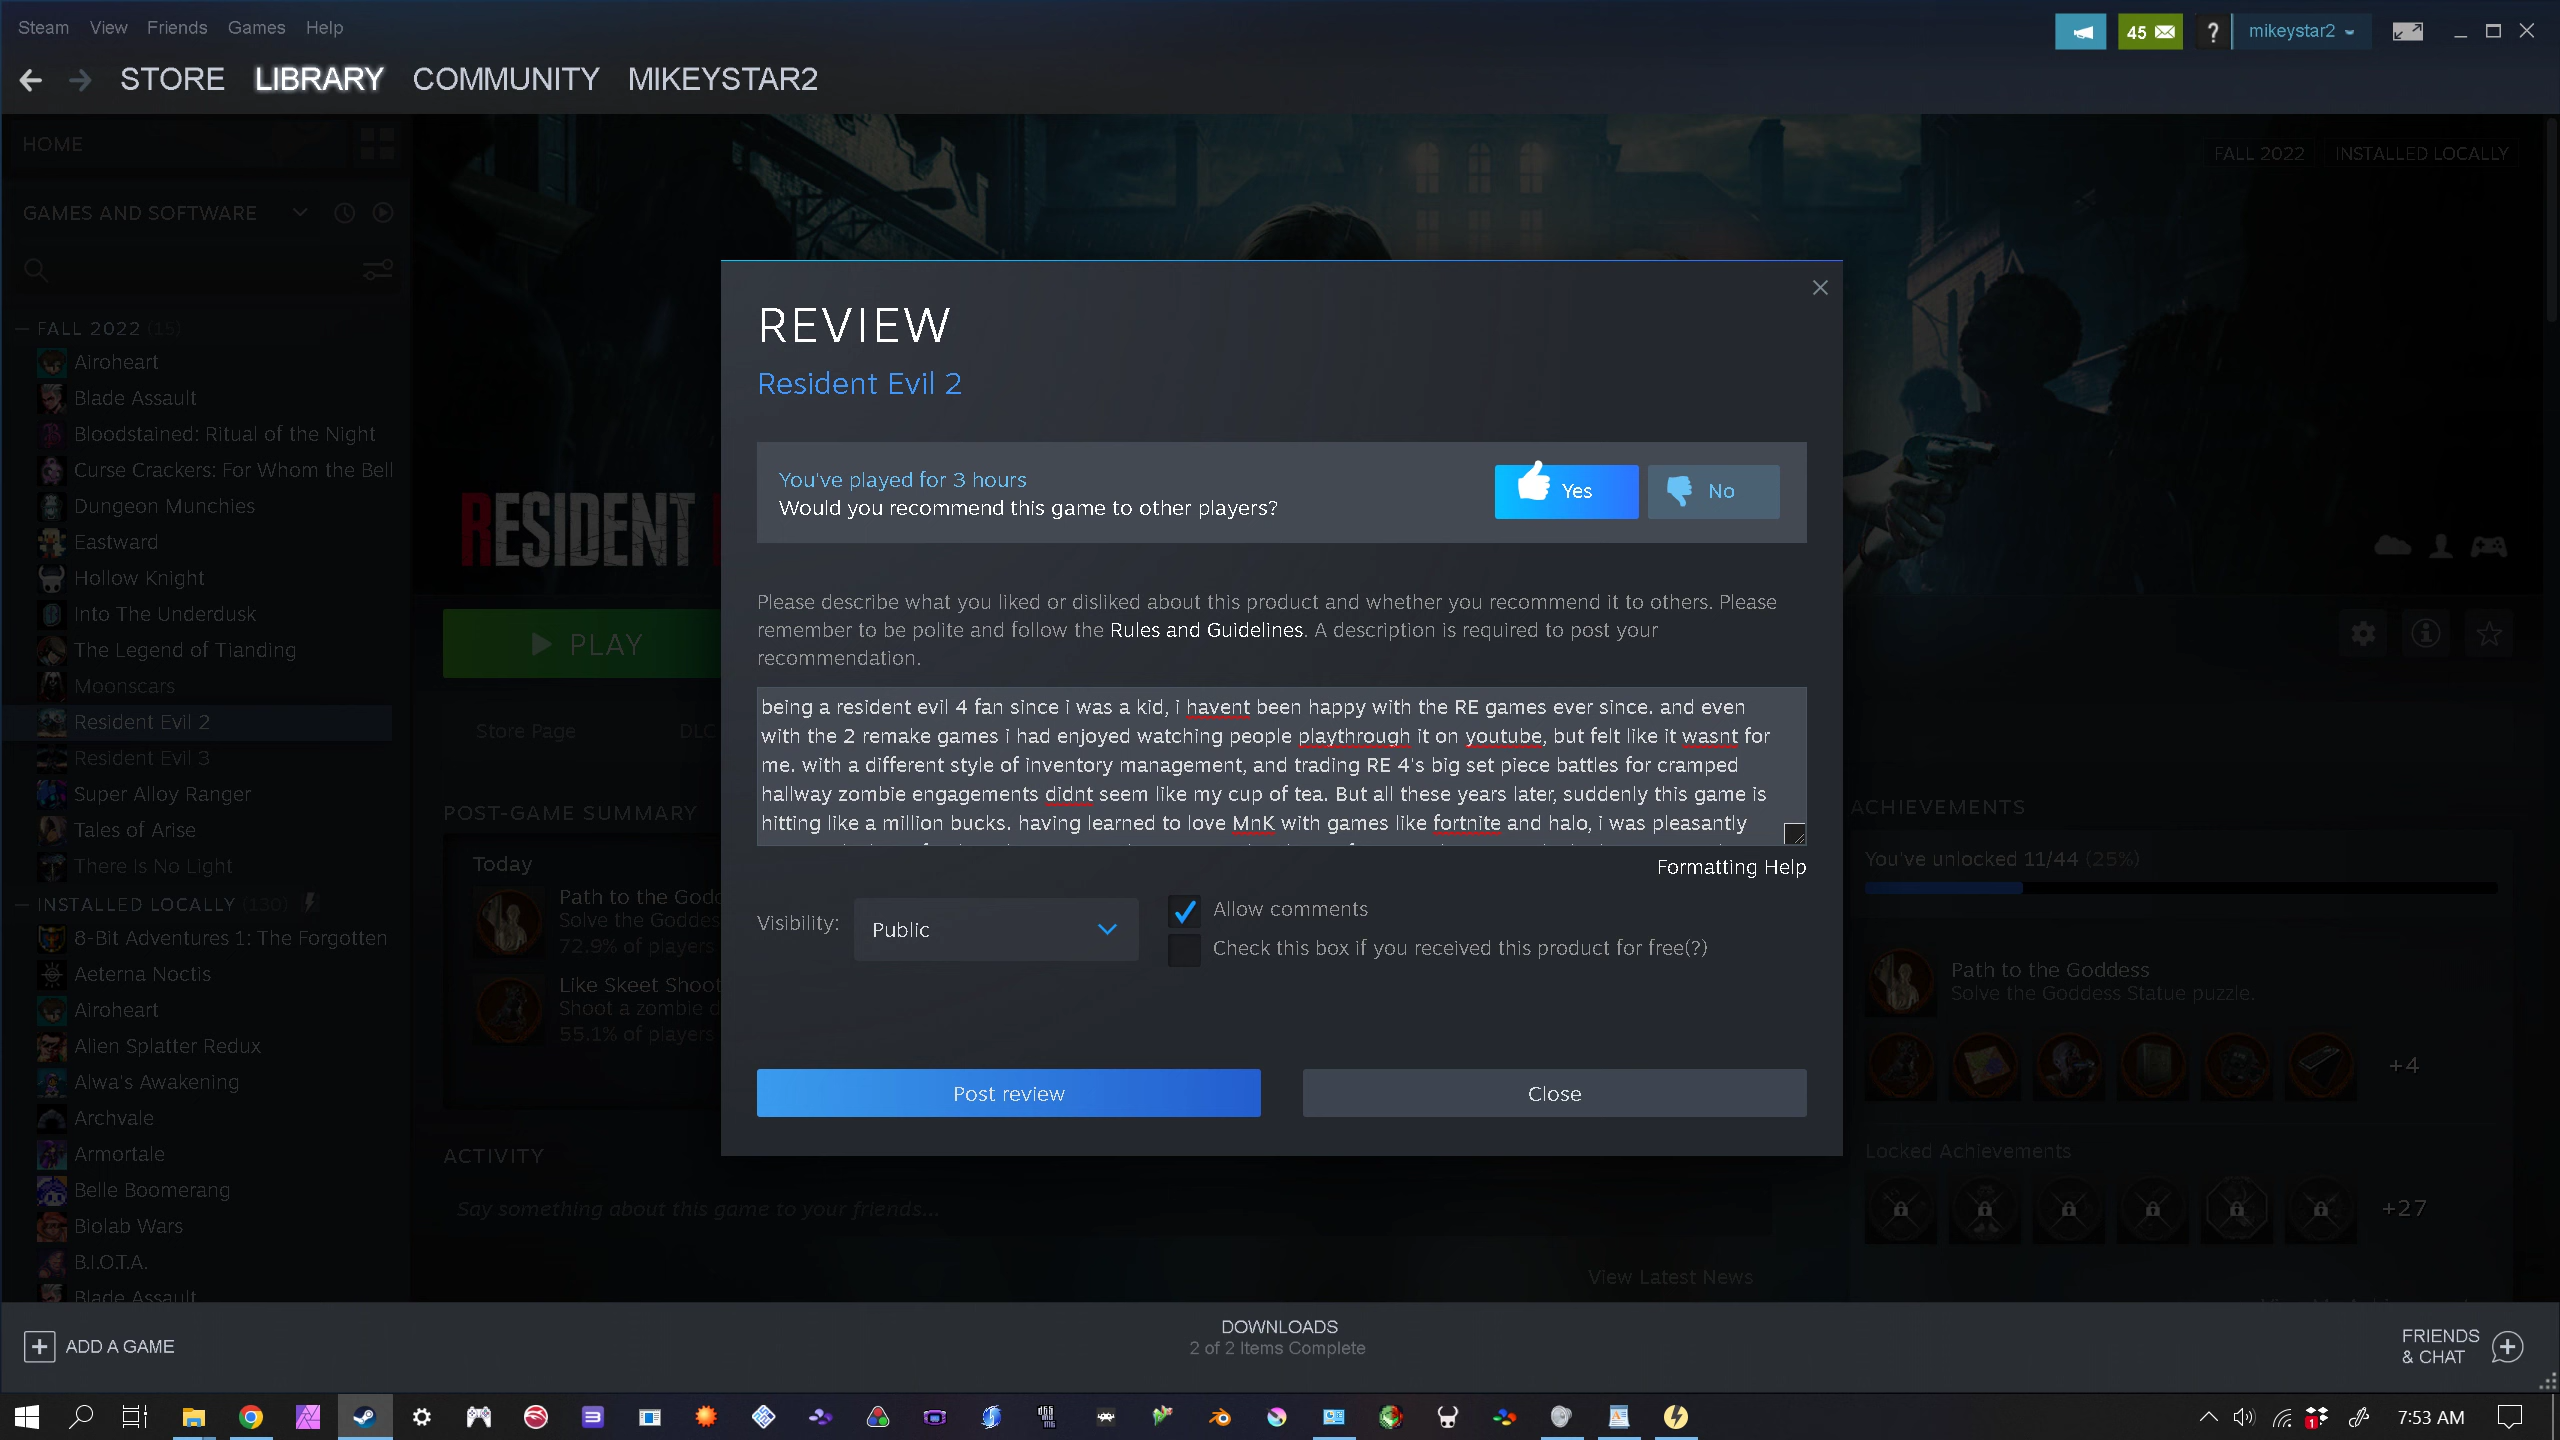 Steam View Friends Games Help
45
?
mikeystar2
STORE LIBRARY COMMUNITY MIKEYSTAR2
HOME
FALL 2022
INSTALLED LOCALLY
GAMES AND SOFTWARE
— FALL 2022 (15)
Airoheart
Blade Assault
Bloodstained: Ritual of the Night
Curse Crackers: For Whom the Bell
Dungeon Munchies
Eastward
Hollow Knight
Into The Underdusk
The Legend of Tianding
Moonscars
Resident Evil 2
Resident Evil 3
Super Alloy Ranger
Tales of Arise
There Is No Light
— INSTALLED LOCALLY (130)
8-Bit Adventures 1: The Forgotten
Aeterna Noctis
Airoheart
Alien Splatter Redux
Alwa's Awakening
Archvale
Armortale
Belle Boomerang
Biolab Wars
B.I.O.T.A.
Blade Assault
RESIDENT
PLAY
Store Page
DLC
POST-GAME SUMMARY
Today
Path to the Godd
Solve the Goddes
72.9% of players
Like Skeet Shoot
Shoot a zombie d
55.1% of players
ACTIVITY
Say something about this game to your friends...
View Latest News
REVIEW
Resident Evil 2
You've played for 3 hours
Would you recommend this game to other players?
Yes
No
Please describe what you liked or disliked about this product and whether you recommend it to others. Please
remember to be polite and follow the Rules and Guidelines. A description is required to post your
recommendation.
being a resident evil 4 fan since i was a kid, i havent been happy with the RE games ever since. and even
with the 2 remake games i had enjoyed watching people playthrough it on youtube, but felt like it wasnt for
me. with a different style of inventory management, and trading RE 4's big set piece battles for cramped
hallway zombie engagements didnt seem like my cup of tea. But all these years later, suddenly this game is
hitting like a million bucks. having learned to love MnK with games like fortnite and halo, i was pleasantly
Formatting Help
Visibility:
Public
Allow comments
Check this box if you received this product for free(?)
Post review
Close
ACHIEVEMENTS
You've unlocked 11/44 (25%)
Path to the Goddess
Solve the Goddess Statue puzzle.
+4
Locked Achievements
+27
ADD A GAME
DOWNLOADS
2 of 2 Items Complete
FRIENDS
& CHAT
7:53 AM